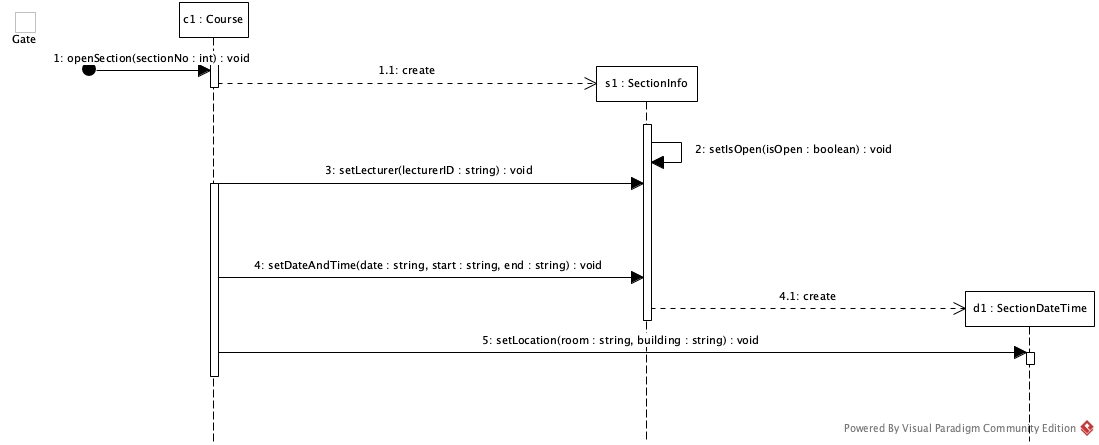 c1 : Course
Gate
1: openSection(sectionNo : int) : void
1.1: create
s1 : SectionInfo
2: setIsOpen(isOpen : boolean) : void
3: setLecturer(lecturerID : string) : void
4: setDateAndTime(date : string, start : string, end : string) : void
4.1: create
d1 : SectionDateTime
5: setLocation(room : string, building : string) : void
Powered By Visual Paradigm Community Edition